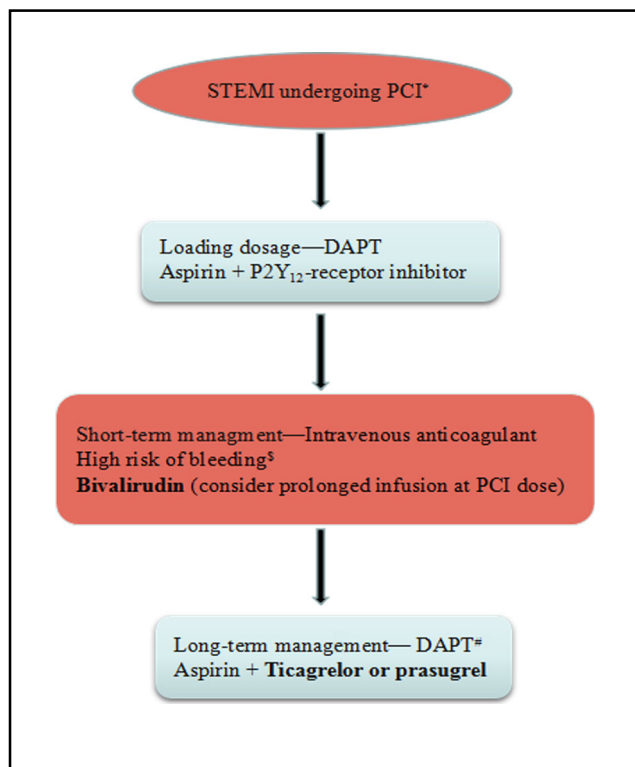 STEMI undergoing PCI*
Loading dosage—DAPT
Aspirin + P2Y₁₂-receptor inhibitor
Short-term managment—Intravenous anticoagulant
High risk of bleeding$
Bivalirudin (consider prolonged infusion at PCI dose)
Long-term management— DAPT#
Aspirin + Ticagrelor or prasugrel